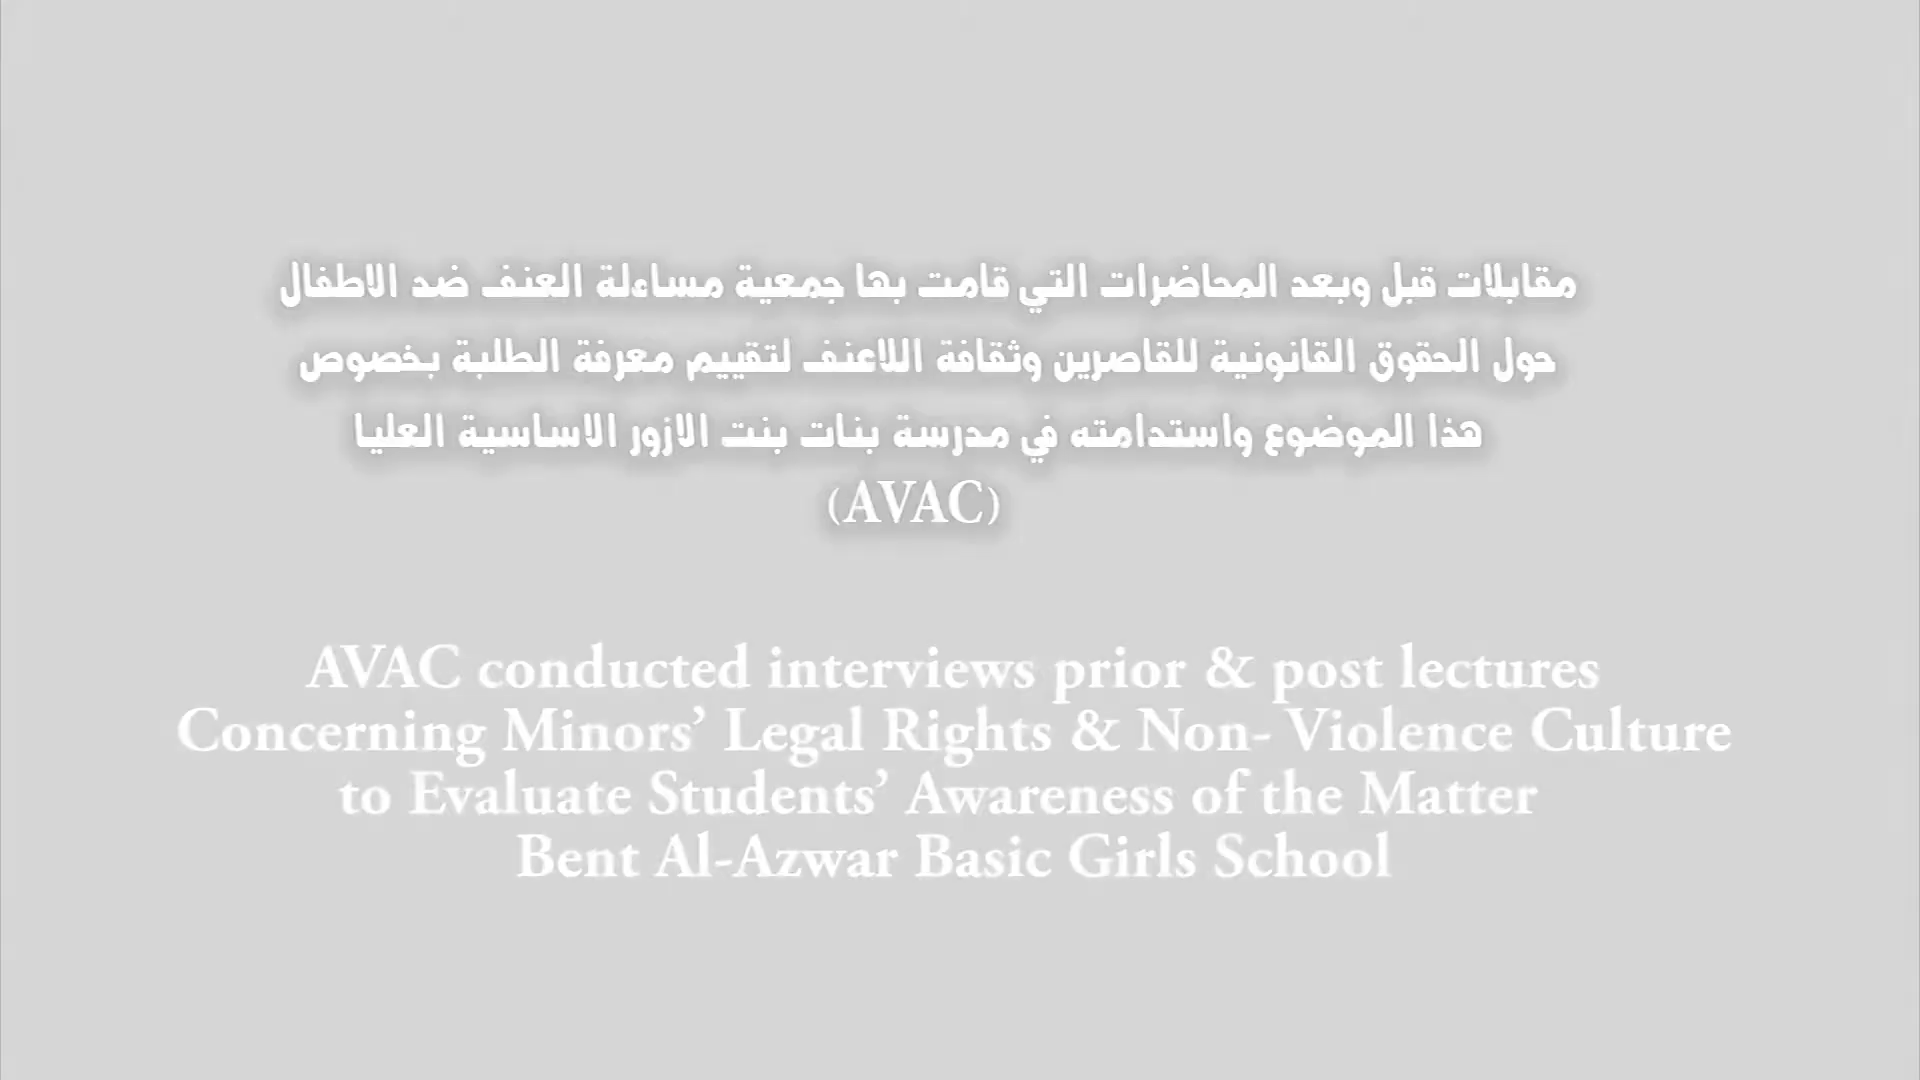 مقابلات قبل وبعد المحاضرات التي قامت بها جمعية مساءلة العنف ضد الاطفال
حول الحقوق القانونية للقاصرين وثقافة اللاعنف لتقييم معرفة الطلبة بخصوص
هذا الموضوع واستدامته في مدرسة بنات بنت الازور الاساسية العليا
(AVAC)
AVAC conducted interviews prior & post lectures
Concerning Minors’ Legal Rights & Non- Violence Culture
to Evaluate Students’ Awareness of the Matter
Bent Al-Azwar Basic Girls School